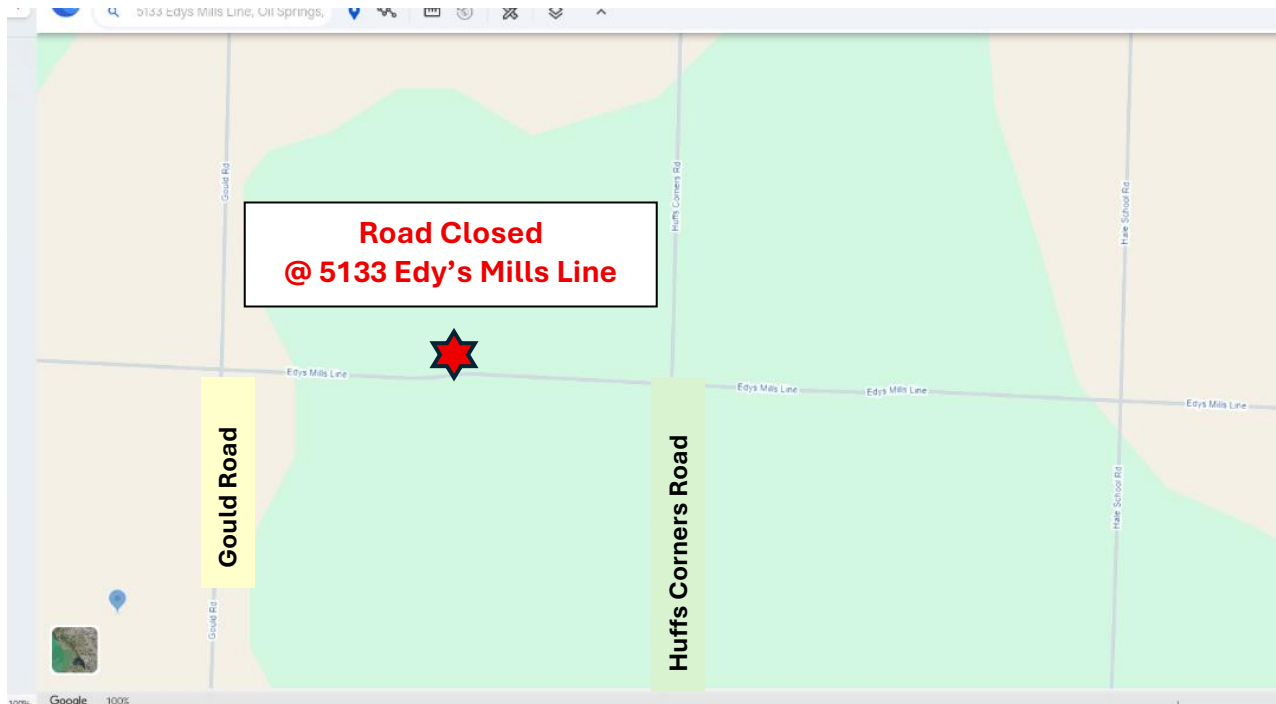 5133 Edys Mills Line, Oil Springs,
Gould Rd
Huffs Corners Rd
Hale School Rd
Road Closed
@ 5133 Edy's Mills Line
Edys Mills Line
Edys Mills Line
Edys Mills Line
Edys Mills Line
Gould Road
Huffs Corners Road
Hale School Rd
Gould Rd
100%
Google
100%